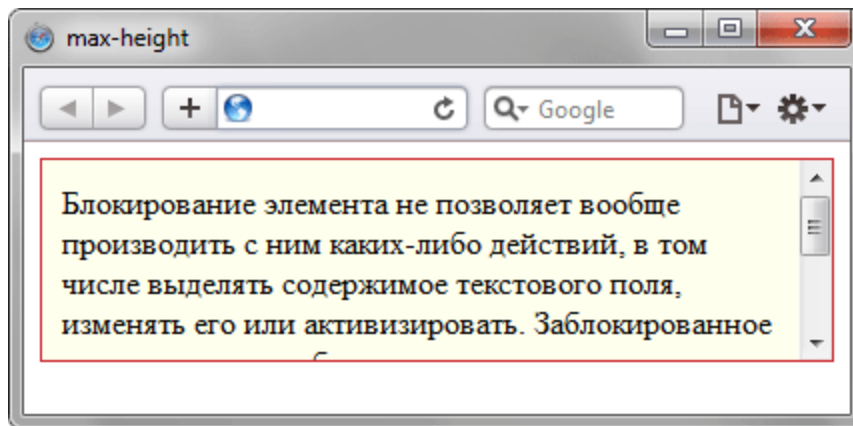 max-height
Google
Блокирование элемента не позволяет вообще
производить с ним каких-либо действий, в том
числе выделять содержимое текстового поля,
изменять его или активизировать. Заблокированное